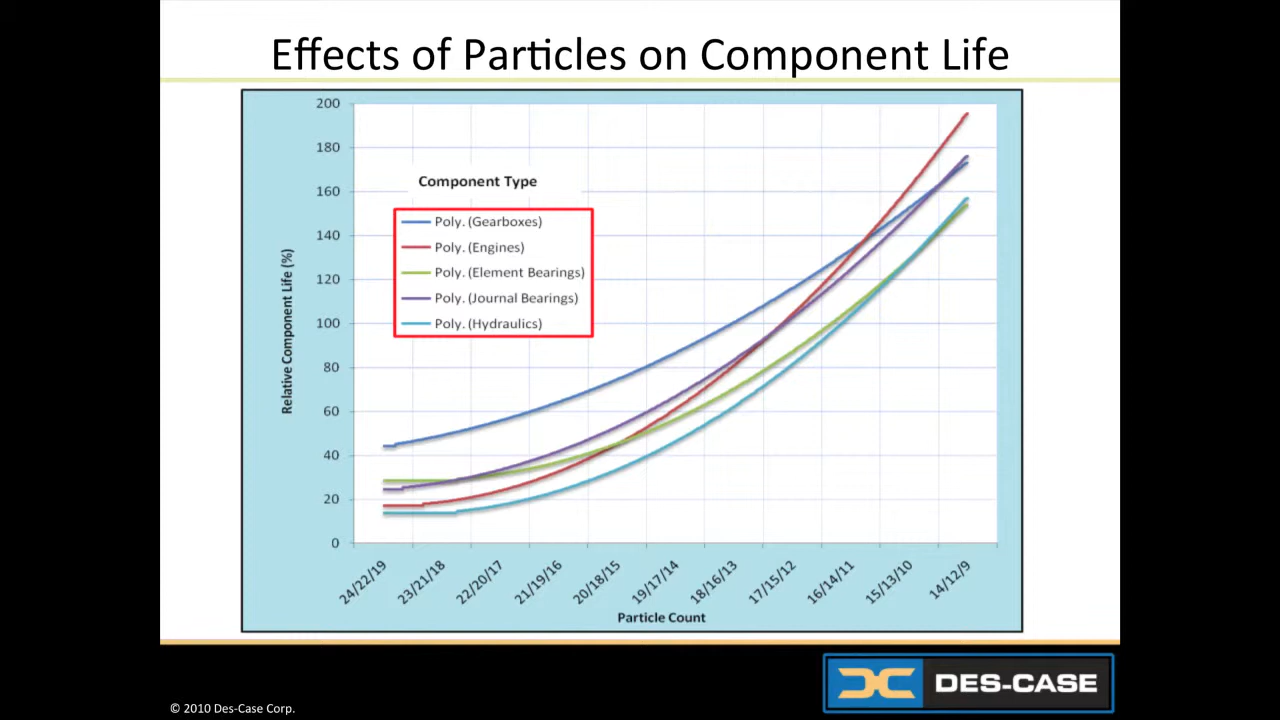 Effects of Particles on Component Life
200
180
160
140
120
100
80
60
40
20
0
Relative Component Life (%)
Component Type
Poly. (Gearboxes)
Poly. (Engines)
Poly. (Element Bearings)
Poly. (Journal Bearings)
Poly. (Hydraulics)
24/22/19
23/21/18
22/20/17
21/19/16
20/18/15
19/17/14
18/16/13
17/15/12
16/14/11
15/13/10
14/12/9
Particle Count
DES-CASE
© 2010 Des-Case Corp.